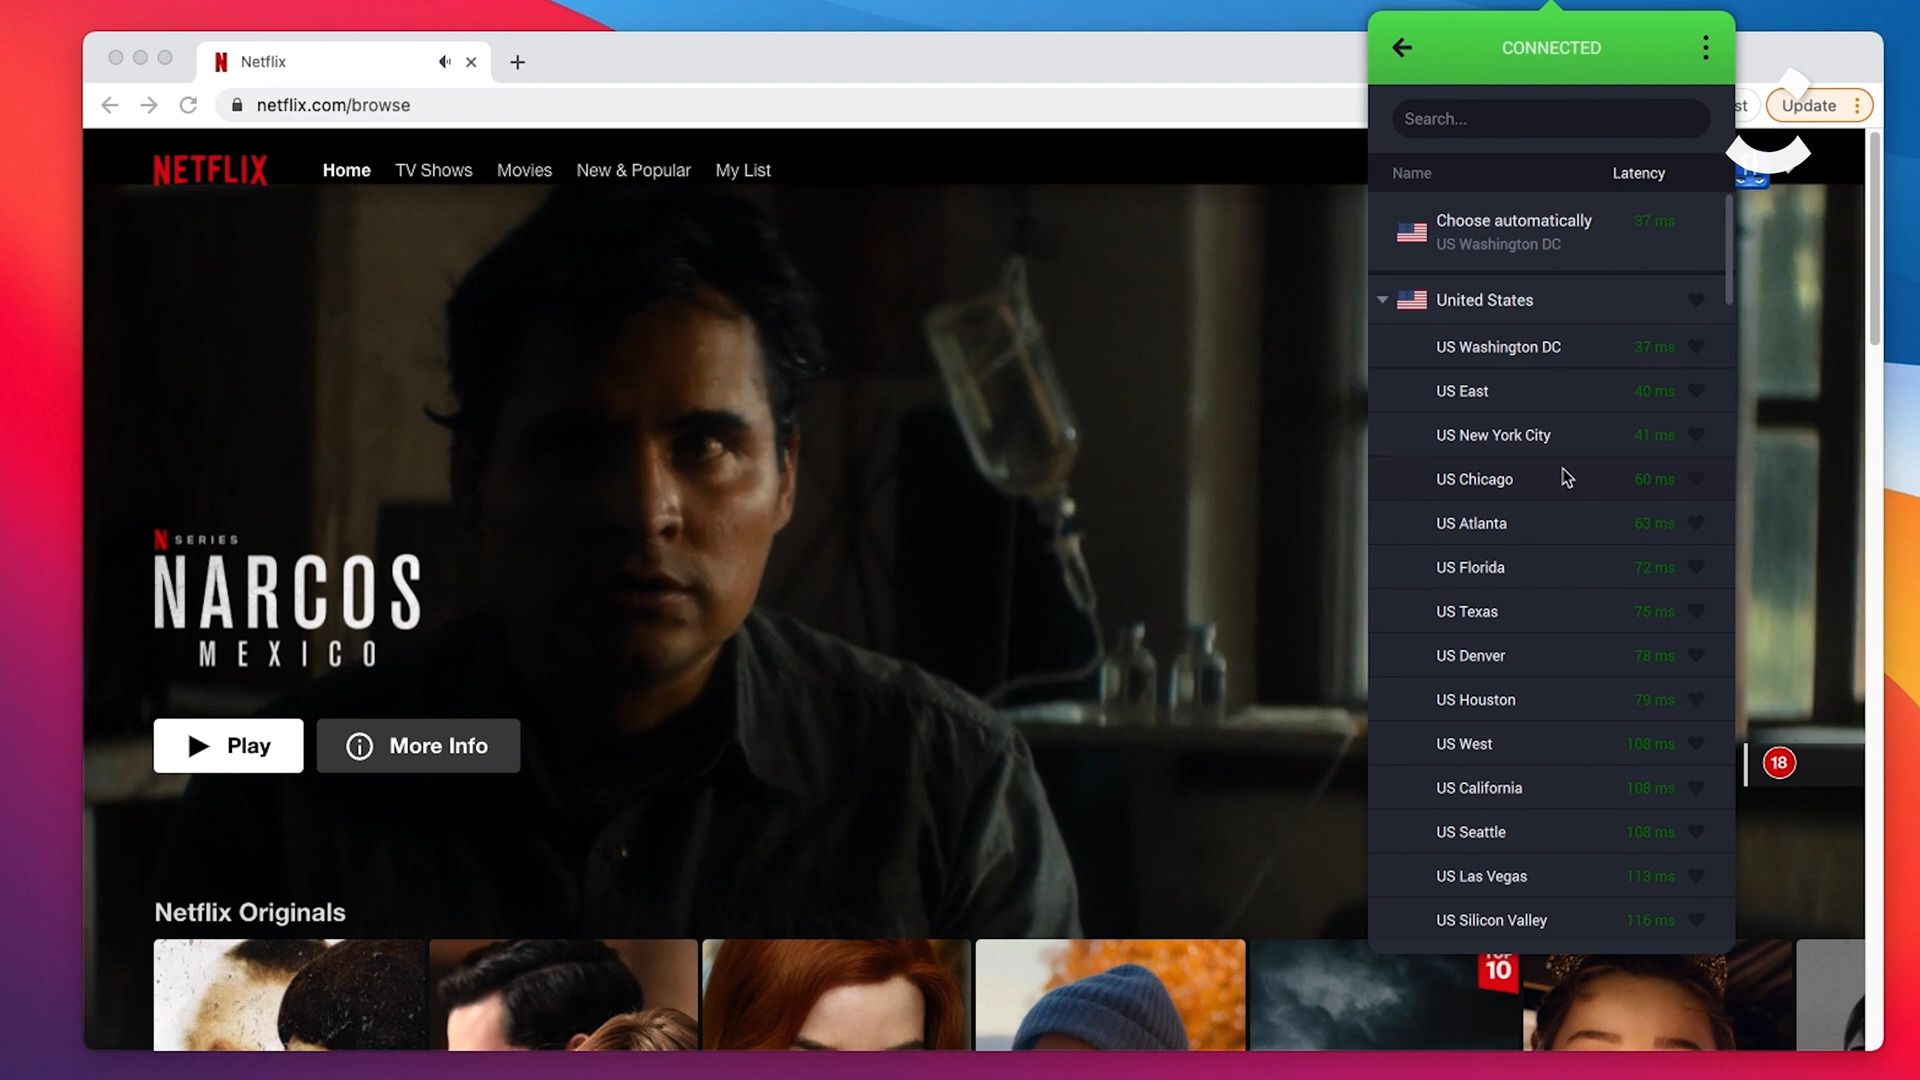 Netflix
netflix.com/browse
Update
NETFLIX
Home
TV Shows
Movies
New & Popular
My List
N SERIES
NARCOS
MEXICO
Play
More Info
18
Netflix Originals
TOP
10
CONNECTED
Search...
Name
Latency
Choose automatically
37 ms
US Washington DC
United States
US Washington DC
37 ms
US East
40 ms
US New York City
41 ms
US Chicago
60 ms
US Atlanta
63 ms
US Florida
72 ms
US Texas
75 ms
US Denver
78 ms
US Houston
79 ms
US West
108 ms
US California
108 ms
US Seattle
108 ms
US Las Vegas
113 ms
US Silicon Valley
116 ms